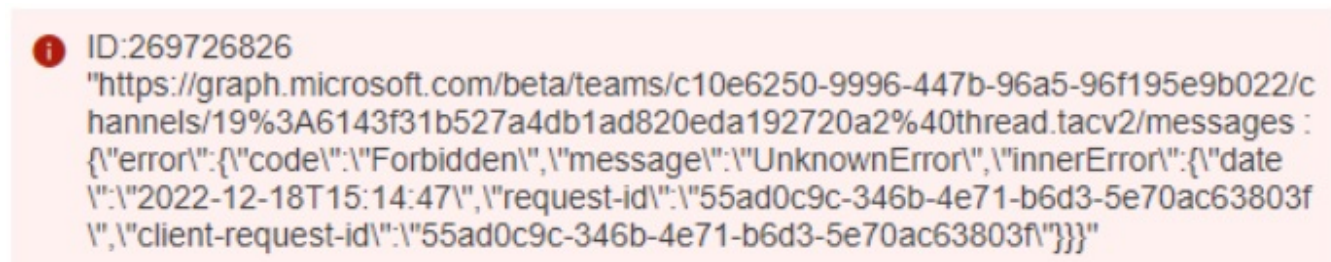 ID:269726826
"https://graph.microsoft.com/beta/teams/c10e6250-9996-447b-96a5-96f195e9b022/c
hannels/19%3A6143f31b527a4db1ad820eda192720a2%40thread.tacv2/messages :
{\"error\":{\"code\":\"Forbidden\",\"message\":\"UnknownError\",\"innerError\":{\"date
\":\"2022-12-18T15:14:47\",\"request-id\":\"55ad0c9c-346b-4e71-b6d3-5e70ac63803f
\",\"client-request-id\":\"55ad0c9c-346b-4e71-b6d3-5e70ac63803f\"}}}"